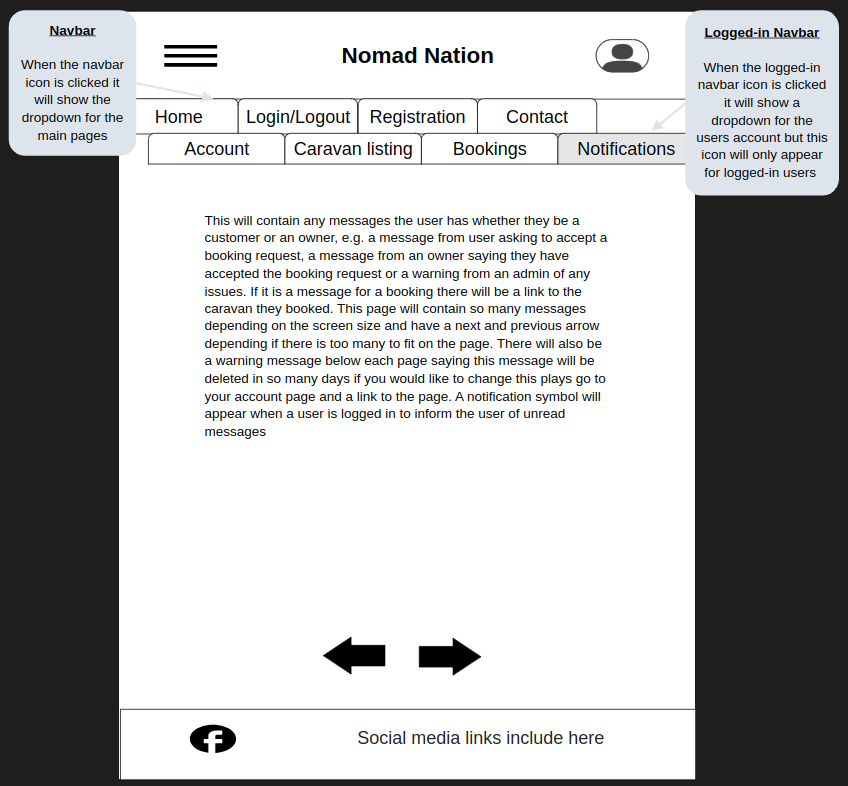 Navbar
When the navbar
icon is clicked it
will show the
dropdown for the
main pages
Nomad Nation
Logged-in Navbar
When the logged-in
navbar icon is clicked
it will show a
dropdown for the
users account but this
icon will only appear
for logged-in users
Home Login/Logout Registration Contact
Account Caravan listing Bookings Notifications
This will contain any messages the user has whether they be a
customer or an owner, e.g. a message from user asking to accept a
booking request, a message from an owner saying they have
accepted the booking request or a warning from an admin of any
issues. If it is a message for a booking there will be a link to the
caravan they booked. This page will contain so many messages
depending on the screen size and have a next and previous arrow
depending if there is too many to fit on the page. There will also be
a warning message below each page saying this message will be
deleted in so many days if you would like to change this plays go to
your account page and a link to the page. A notification symbol will
appear when a user is logged in to inform the user of unread
messages
Social media links include here